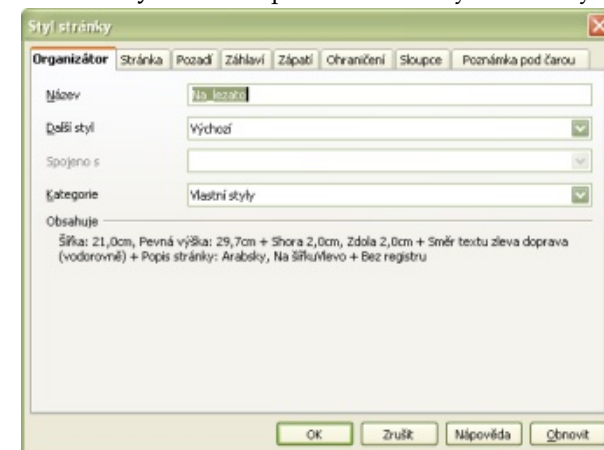 Styl stránky
Organizátor Stránka Pozadí Záhlaví Zápatí Ohraničení Sloupce Poznámka pod čarou
Název Na_lezato
Další styl Výchozí
Spojeno s
Kategorie Vlastní styly
Obsahuje
Šířka: 21,0cm, Pevná výška: 29,7cm + Shora 2,0cm, Zdola 2,0cm + Směr textu zleva doprava
(vodorovně) + Popis stránky: Arabsky, Na šířku/vlevo + Bez registru
OK Zrušit Nápověda Obnovit